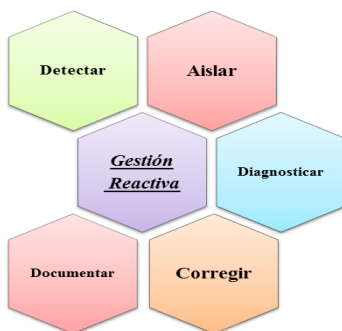 Detectar
Aislar
Gestión
Reactiva
Diagnosticar
Documentar
Corregir